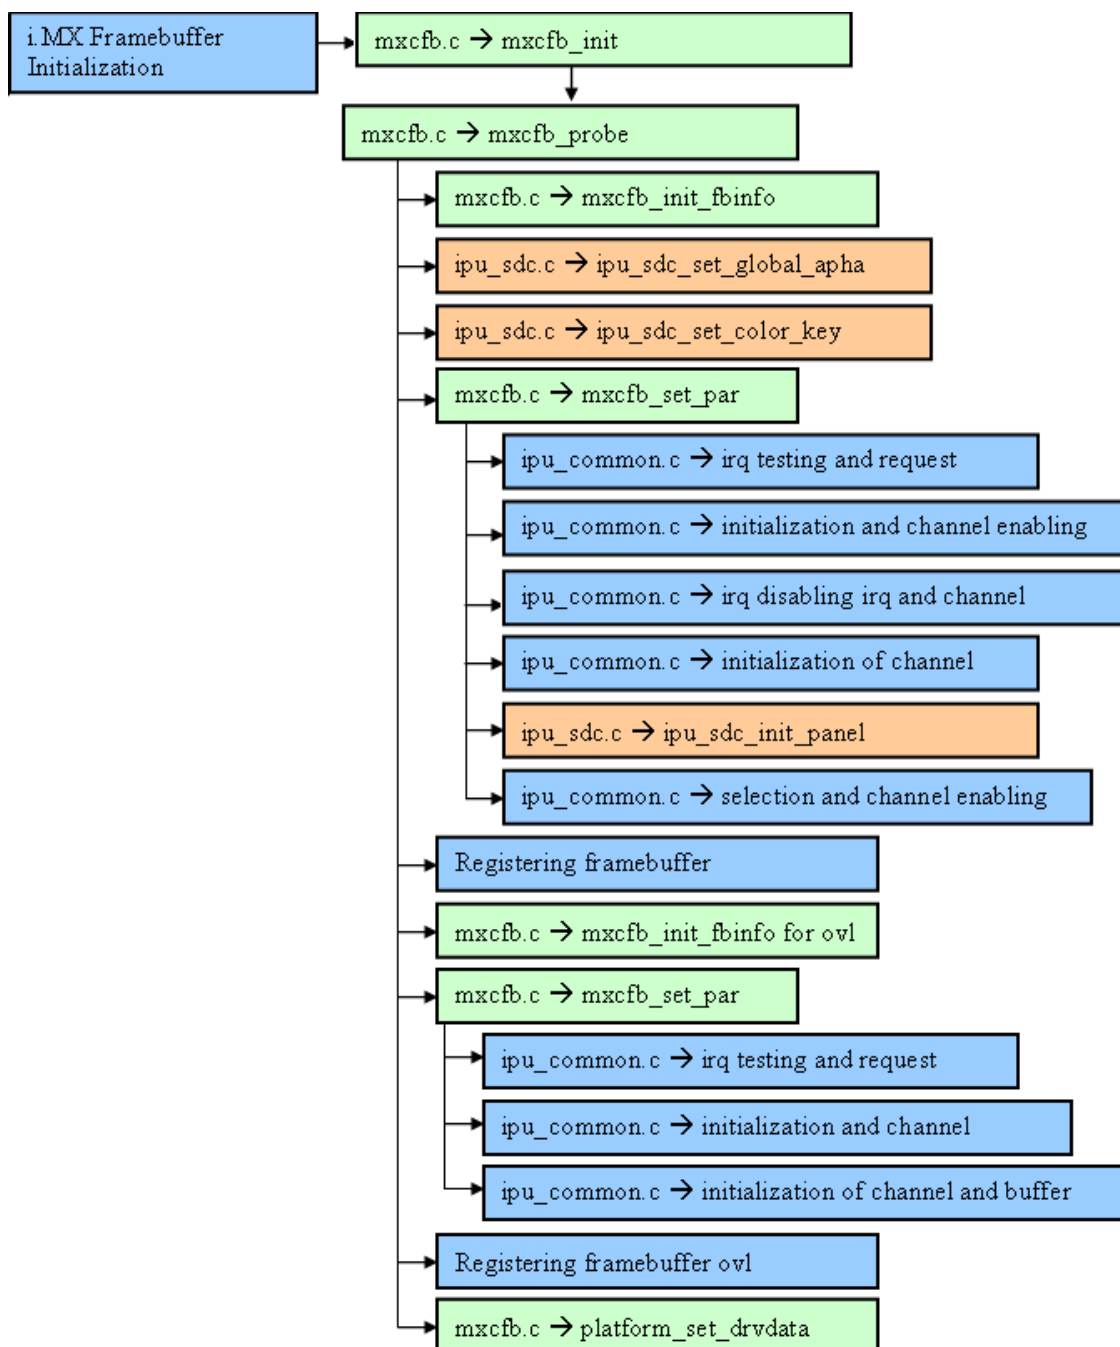 i.MX Framebuffer
Initialization
mxcfb.c → mxcfb_init
mxcfb.c → mxcfb_probe
mxcfb.c → mxcfb_init_fbinfo
ipu_sdc.c → ipu_sdc_set_global_apha
ipu_sdc.c → ipu_sdc_set_color_key
mxcfb.c → mxcfb_set_par
ipu_common.c → irq testing and request
ipu_common.c → initialization and channel enabling
ipu_common.c → irq disabling irq and channel
ipu_common.c → initialization of channel
ipu_sdc.c → ipu_sdc_init_panel
ipu_common.c → selection and channel enabling
Registering framebuffer
mxcfb.c → mxcfb_init_fbinfo for ovl
mxcfb.c → mxcfb_set_par
ipu_common.c → irq testing and request
ipu_common.c → initialization and channel
ipu_common.c → initialization of channel and buffer
Registering framebuffer ovl
mxcfb.c → platform_set_drvdata